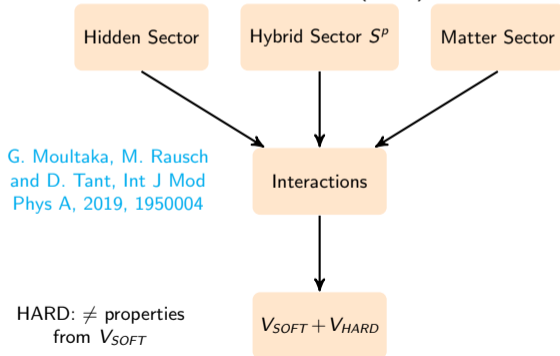 Hidden Sector
Hybrid Sector S^p
Matter Sector
G. Moultaka, M. Rausch
and D. Tant, Int J Mod
Phys A, 2019, 1950004
Interactions
HARD: ≠ properties
from V_SOFT
V_SOFT + V_HARD